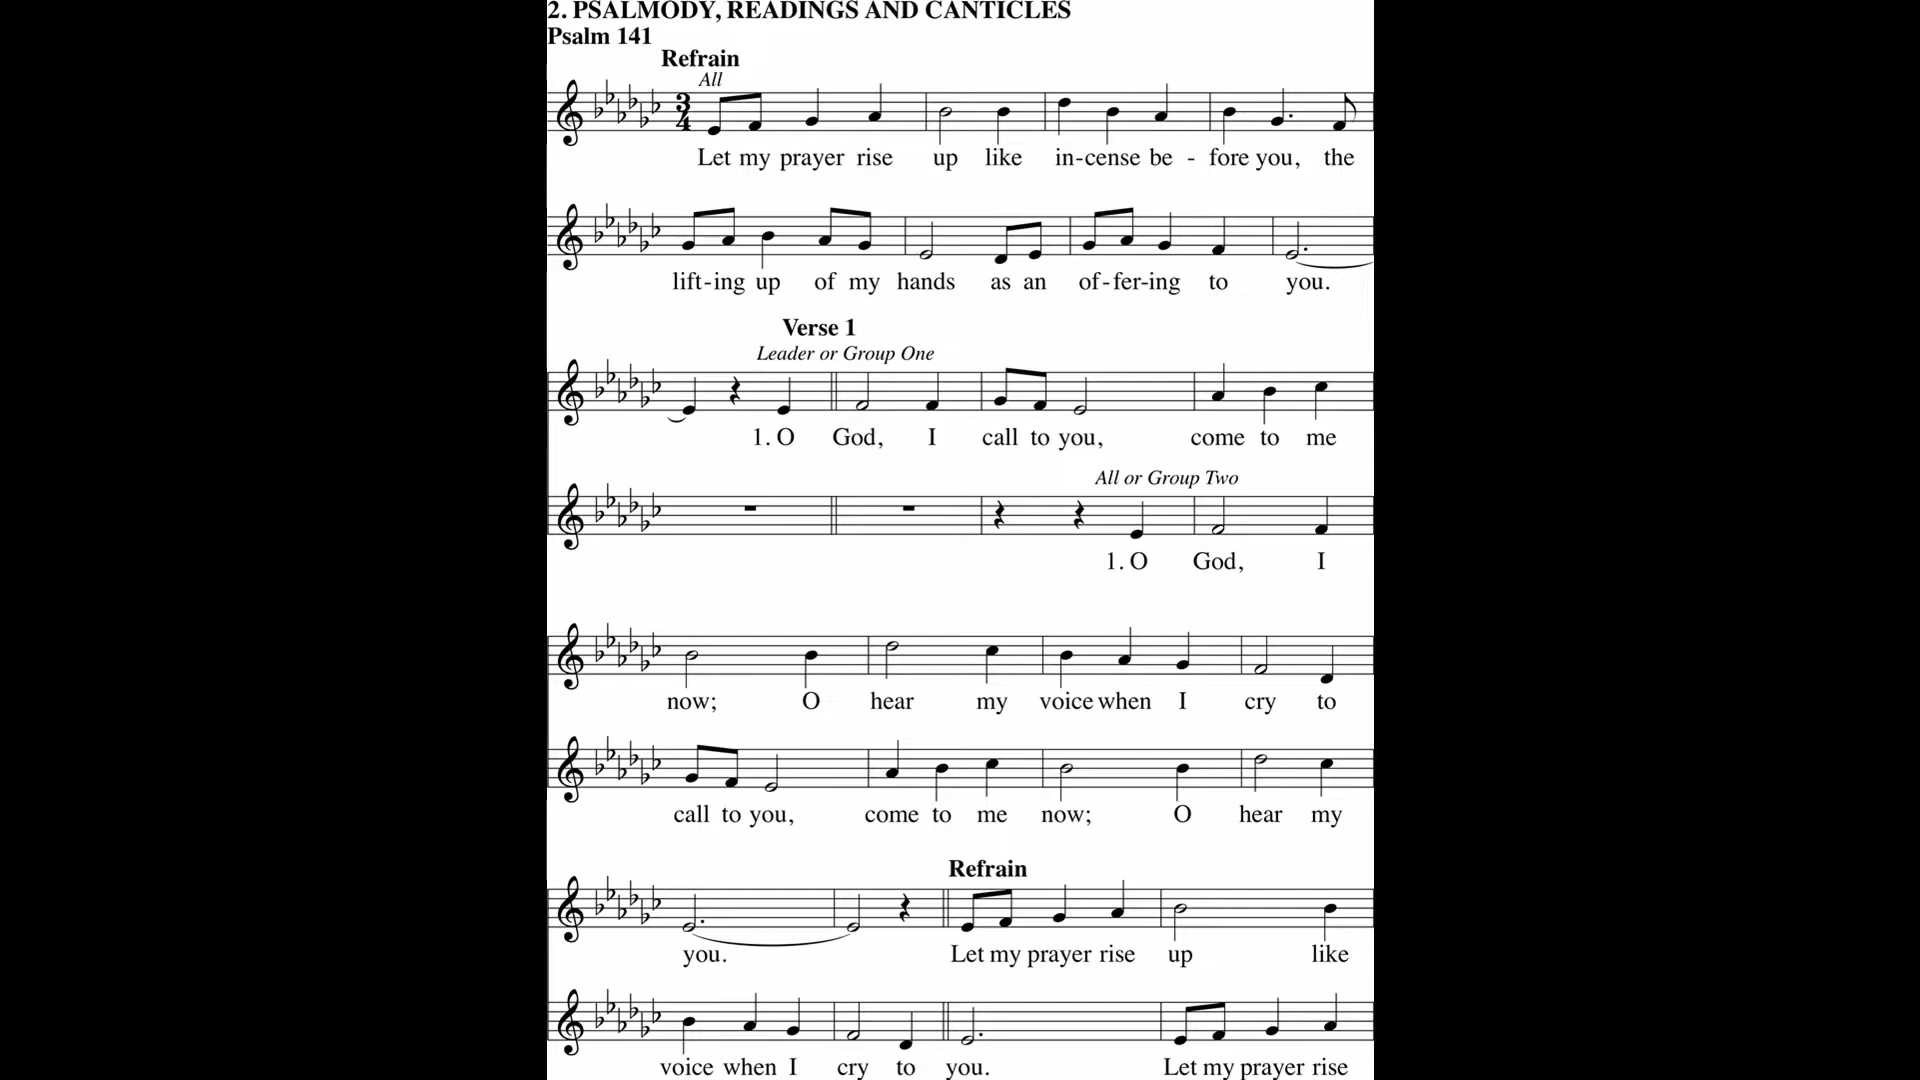 2. PSALMODY, READINGS AND CANTICLES
Psalm 141
Refrain
All
3
4
Let my prayer rise up like in-cense be - fore you, the
lift-ing up of my hands as an of-fer-ing to you.
Verse 1
Leader or Group One
1. O God, I call to you, come to me
All or Group Two
1. O God, I
now; O hear my voice when I cry to
call to you, come to me now; O hear my
Refrain
you. Let my prayer rise up like
voice when I cry to you. Let my prayer rise